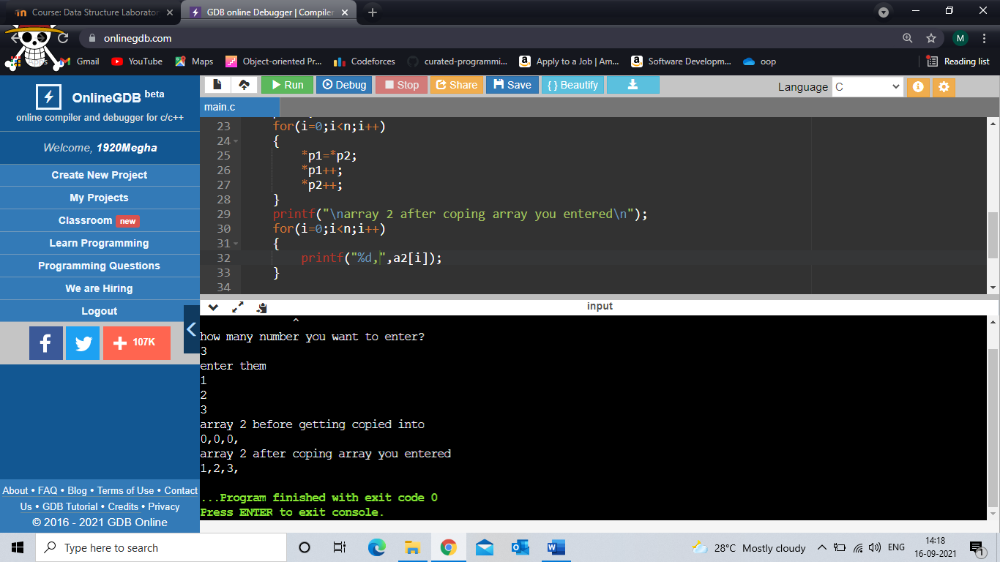 Course: Data Structure Laborator
GDB online Debugger | Compiler
onlinegdb.com
M
Apps
Gmail
YouTube
Maps
Object-oriented Pr...
Codeforces
curated-programmi...
Apply to a Job | Am...
Software Developm...
oop
Reading list
OnlineGDB beta
online compiler and debugger for c/c++
Welcome, 1920Megha
Create New Project
My Projects
Classroom new
Learn Programming
Programming Questions
We are Hiring
Logout
107K
About • FAQ • Blog • Terms of Use • Contact
Us • GDB Tutorial • Credits • Privacy
© 2016 - 2021 GDB Online
Run
Debug
Stop
Share
Save
{ } Beautify
Language C
main.c
23 for(i=0;i<n;i++)
24 {
25 *p1=*p2;
26 *p1++;
27 *p2++;
28 }
29 printf("\narray 2 after coping array you entered\n");
30 for(i=0;i<n;i++)
31 {
32 printf("%d,",a2[i]);
33 }
34
input
^
how many number you want to enter?
3
enter them
1
2
3
array 2 before getting copied into
0,0,0,
array 2 after coping array you entered
1,2,3,
...Program finished with exit code 0
Press ENTER to exit console.
Type here to search
28°C Mostly cloudy
ENG
14:18
16-09-2021
1